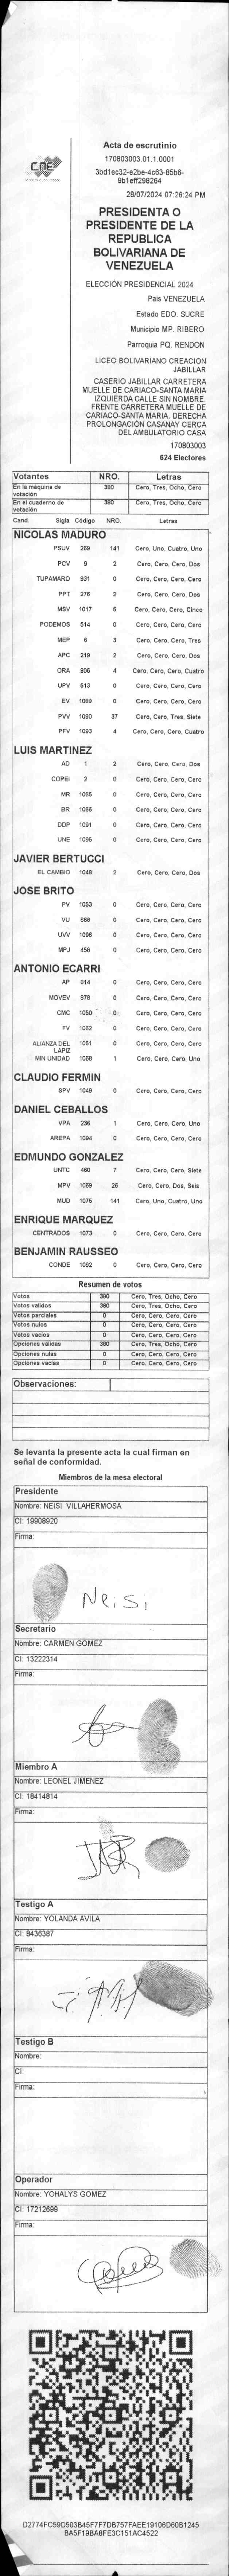 CNE
Acta de escrutinio
170803003.01.1.0001
3bd1ec32-e2be-4c63-85b6-
9b1eff298264
28/07/2024 07:26:24 PM
PRESIDENTA O
PRESIDENTE DE LA
REPUBLICA
BOLIVARIANA DE
VENEZUELA
ELECCIÓN PRESIDENCIAL 2024
Pais VENEZUELA
Estado EDO. SUCRE
Municipio MP. RIBERO
Parroquia PQ. RENDON
LICEO BOLIVARIANO CREACION
JABILLAR
CASERIO JABILLAR CARRETERA
MUELLE DE CARIACO-SANTA MARIA
IZQUIERDA CALLE SIN NOMBRE.
FRENTE CARRETERA MUELLE DE
CARIACO-SANTA MARIA. DERECHA
PROLONGACIÓN CASANAY CERCA
DEL AMBULATORIO CASA
170803003
624 Electores
Votantes NRO. Letras
En la máquina de votación 380 Cero, Tres, Ocho, Cero
En el cuaderno de votación 380 Cero, Tres, Ocho, Cero
Cand. Sigla Código NRO. Letras
NICOLAS MADURO
PSUV 269 141 Cero, Uno, Cuatro, Uno
PCV 9 2 Cero, Cero, Cero, Dos
TUPAMARO 931 0 Cero, Cero, Cero, Cero
PPT 276 2 Cero, Cero, Cero, Dos
MSV 1017 5 Cero, Cero, Cero, Cinco
PODEMOS 514 0 Cero, Cero, Cero, Cero
MEP 6 3 Cero, Cero, Cero, Tres
APC 219 2 Cero, Cero, Cero, Dos
ORA 906 4 Cero, Cero, Cero, Cuatro
UPV 513 0 Cero, Cero, Cero, Cero
EV 1089 0 Cero, Cero, Cero, Cero
PVV 1090 37 Cero, Cero, Tres, Siete
PFV 1093 4 Cero, Cero, Cero, Cuatro
LUIS MARTINEZ
AD 1 2 Cero, Cero, Cero, Dos
COPEI 2 0 Cero, Cero, Cero, Cero
MR 1065 0 Cero, Cero, Cero, Cero
BR 1086 0 Cero, Cero, Cero, Cero
DDP 1091 0 Cero, Cero, Cero, Cero
UNE 1095 0 Cero, Cero, Cero, Cero
JAVIER BERTUCCI
EL CAMBIO 1048 2 Cero, Cero, Cero, Dos
JOSE BRITO
PV 1053 0 Cero, Cero, Cero, Cero
VU 868 0 Cero, Cero, Cero, Cero
UVV 1096 0 Cero, Cero, Cero, Cero
MPJ 456 0 Cero, Cero, Cero, Cero
ANTONIO ECARRI
AP 914 0 Cero, Cero, Cero, Cero
MOVEV 978 0 Cero, Cero, Cero, Cero
CMC 1050 0 Cero, Cero, Cero, Cero
FV 1062 0 Cero, Cero, Cero, Cero
ALIANZA DEL LAPIZ 1051 0 Cero, Cero, Cero, Cero
MIN UNIDAD 1068 1 Cero, Cero, Cero, Uno
CLAUDIO FERMIN
SPV 1049 0 Cero, Cero, Cero, Cero
DANIEL CEBALLOS
VPA 236 1 Cero, Cero, Cero, Uno
AREPA 1094 0 Cero, Cero, Cero, Cero
EDMUNDO GONZALEZ
UNTC 460 7 Cero, Cero, Cero, Siete
MPV 1069 26 Cero, Cero, Dos, Seis
MUD 1075 141 Cero, Uno, Cuatro, Uno
ENRIQUE MARQUEZ
CENTRADOS 1073 0 Cero, Cero, Cero, Cero
BENJAMIN RAUSSEO
CONDE 1092 0 Cero, Cero, Cero, Cero
Resumen de votos
Votos 380 Cero, Tres, Ocho, Cero
Votos validos 380 Cero, Tres, Ocho, Cero
Votos parciales 0 Cero, Cero, Cero, Cero
Votos nulos 0 Cero, Cero, Cero, Cero
Votos vacíos 0 Cero, Cero, Cero, Cero
Opciones validas 380 Cero, Tres, Ocho, Cero
Opciones nulas 0 Cero, Cero, Cero, Cero
Opciones vacías 0 Cero, Cero, Cero, Cero
Observaciones:
Se levanta la presente acta la cual firman en
señal de conformidad.
Miembros de la mesa electoral
Presidente
Nombre: NEISI VILLAHERMOSA
CI: 19908920
Firma:
Neisi
Secretario
Nombre: CARMEN GOMEZ
CI: 13222314
Firma:
Miembro A
Nombre: LEONEL JIMENEZ
CI: 18414814
Firma:
Testigo A
Nombre: YOLANDA AVILA
CI: 8436387
Firma:
Testigo B
Nombre:
CI:
Firma:
Operador
Nombre: YOHALYS GOMEZ
CI: 17212699
Firma:
D2774FC59D503B45F7F7DB757FAEE19106D60B1245
BA5F19BA8FE3C151AC4522